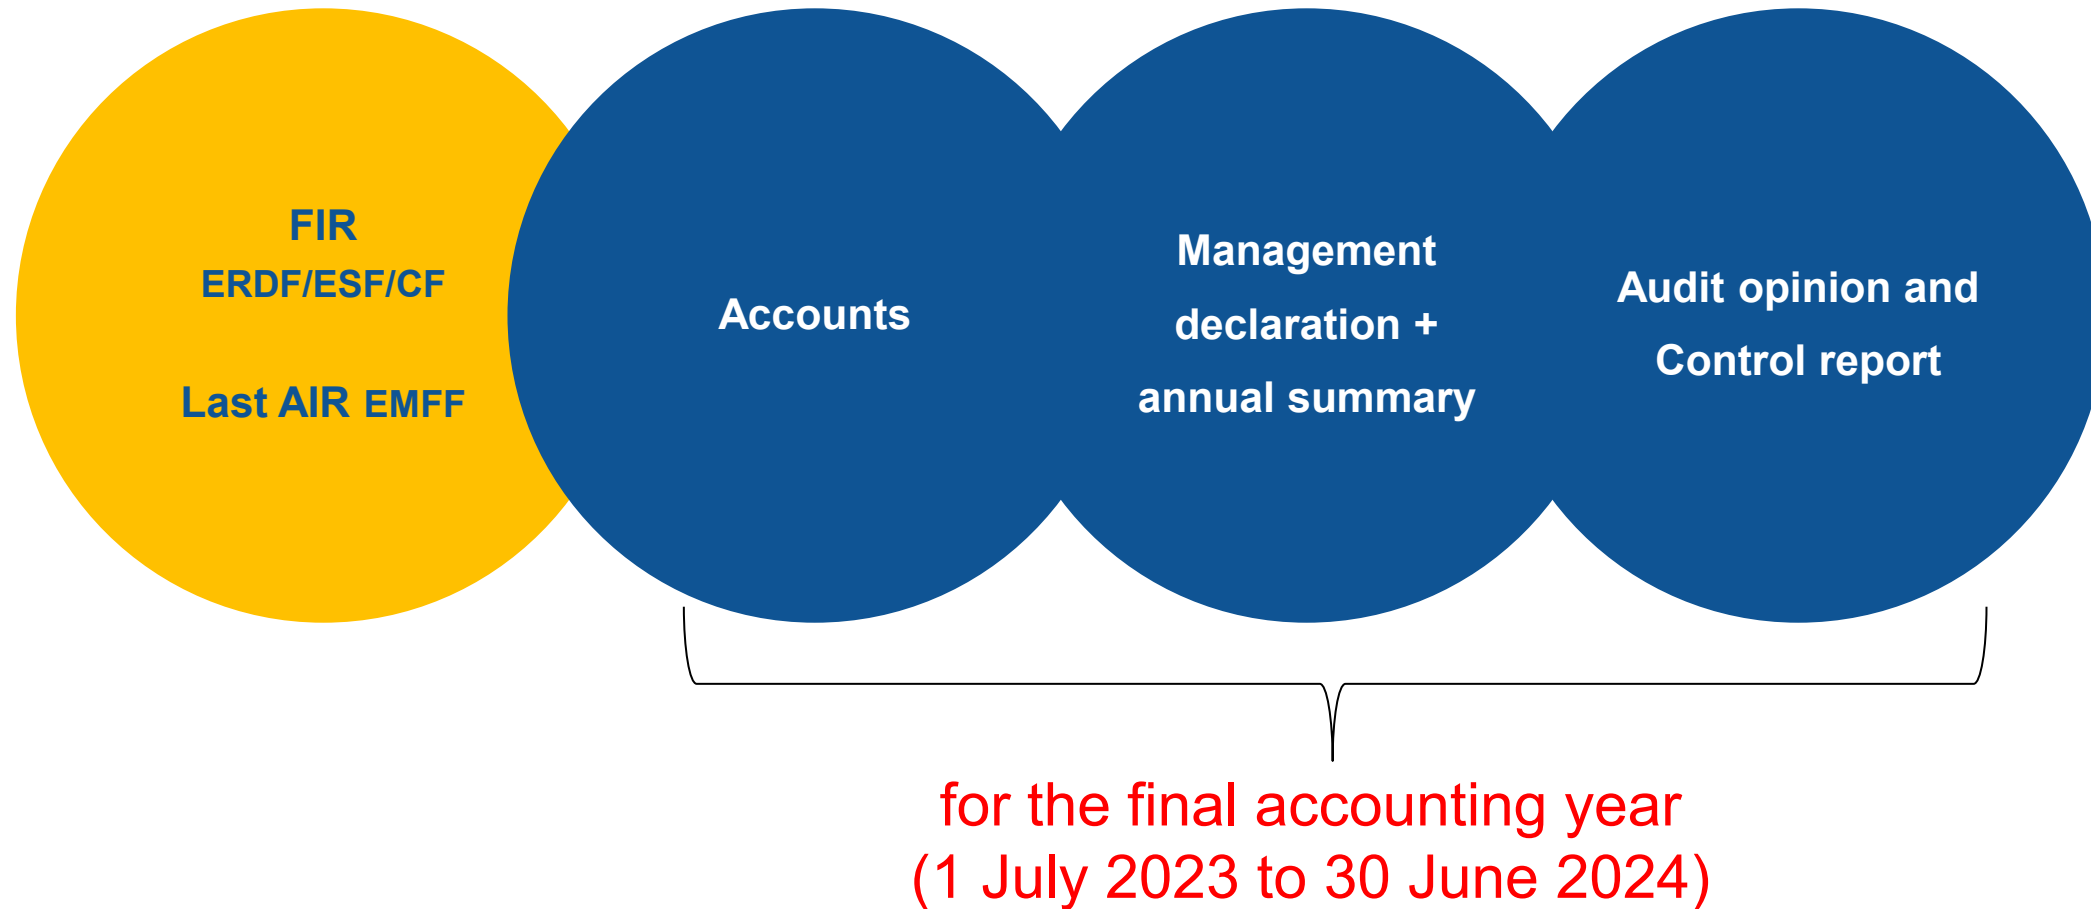 FIR
ERDF/ESF/CF
Last AIR EMFF
Accounts
Management
declaration +
annual summary
Audit opinion and
Control report
for the final accounting year
(1 July 2023 to 30 June 2024)